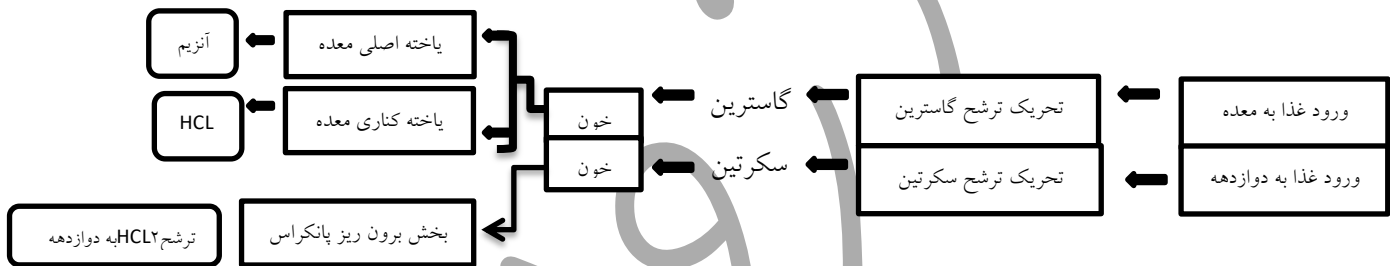 ورود غذا به معده
تحریک ترشح گاسترین
گاسترین
خون
یاخته اصلی معده
آنزیم
یاخته کناری معده
HCL
ورود غذا به دوازدهه
تحریک ترشح سکرتین
سکرتین
خون
بخش برون ریز پانکراس
ترشح۲HCLبه دوازدهه